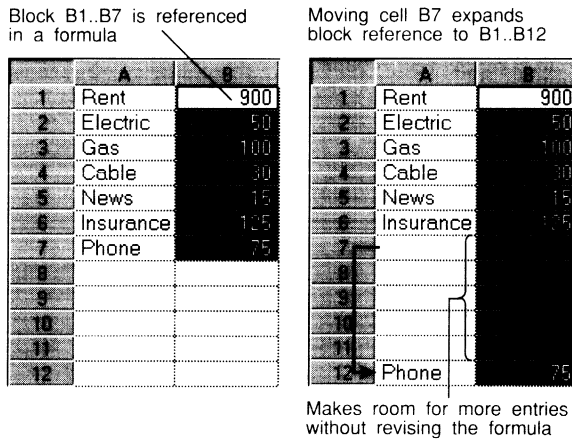 Block B1..B7 is referenced
in a formula
A B
1 Rent 900
2 Electric 50
3 Gas 100
4 Cable 30
5 News 15
6 Insurance 125
7 Phone 75
8
9
10
11
12
Moving cell B7 expands
block reference to B1..B12
A B
1 Rent 900
2 Electric 50
3 Gas 100
4 Cable 30
5 News 15
6 Insurance 125
7
8
9
10
11
12 Phone 75
Makes room for more entries
without revising the formula